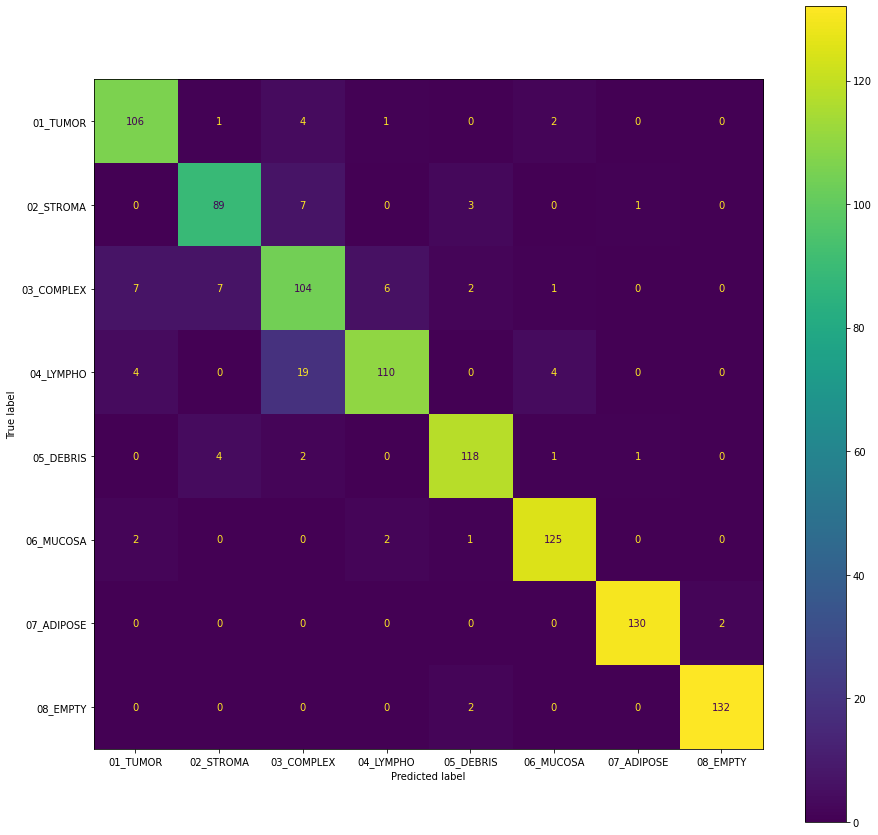 01_TUMOR 106 1 4 1 0 2 0 0
02_STROMA 0 89 7 0 3 0 1 0
03_COMPLEX 7 7 104 6 2 1 0 0
04_LYMPHO 4 0 19 110 0 4 0 0
05_DEBRIS 0 4 2 0 118 1 1 0
06_MUCOSA 2 0 0 2 1 125 0 0
07_ADIPOSE 0 0 0 0 0 0 130 2
08_EMPTY 0 0 0 0 2 0 0 132
01_TUMOR 02_STROMA 03_COMPLEX 04_LYMPHO 05_DEBRIS 06_MUCOSA 07_ADIPOSE 08_EMPTY
Predicted label
True label
120
100
80
60
40
20
0